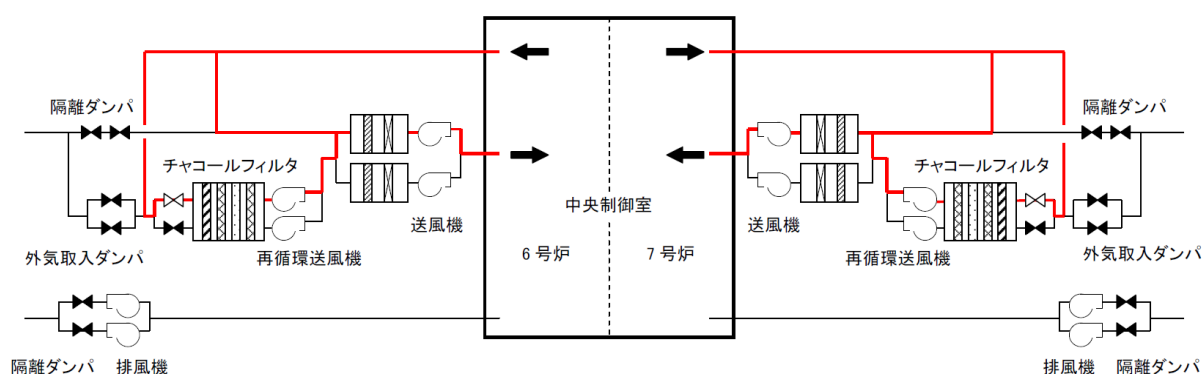 隔離ダンパ
隔離ダンパ
チャコールフィルタ
チャコールフィルタ
中央制御室
送風機
送風機
外気取入ダンパ
再循環送風機
6号炉
7号炉
再循環送風機
外気取入ダンパ
隔離ダンパ
排風機
排風機
隔離ダンパ